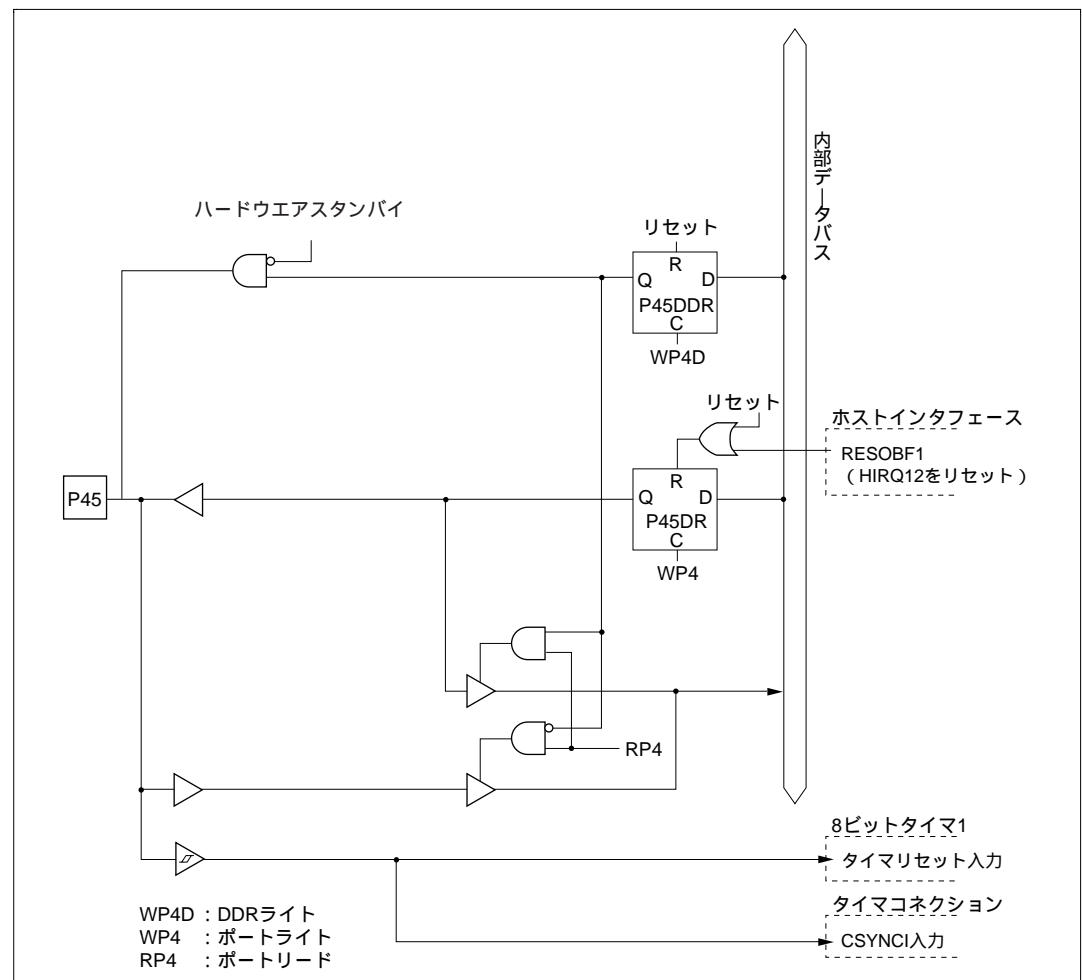 内部データバス
ハードウエアスタンバイ
リセット
R
Q D
P45DDR
C
WP4D
リセット
ホストインタフェース
RESOBF1
(HIRQ12をリセット)
P45
R
Q D
P45DR
C
WP4
RP4
8ビットタイマ1
タイマリセット入力
タイマコネクション
CSYNCI入力
WP4D :DDRライト
WP4 :ポートライト
RP4 :ポートリード